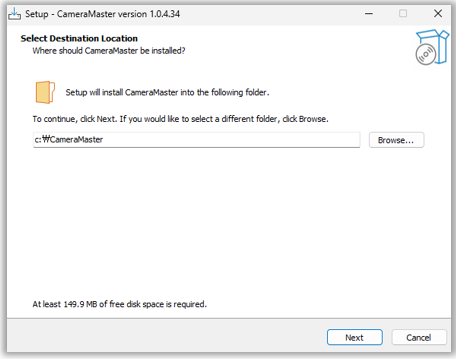 Setup - CameraMaster version 1.0.4.34
Select Destination Location
Where should CameraMaster be installed?
Setup will install CameraMaster into the following folder.
To continue, click Next. If you would like to select a different folder, click Browse.
c:₩CameraMaster
Browse...
At least 149.9 MB of free disk space is required.
Next
Cancel